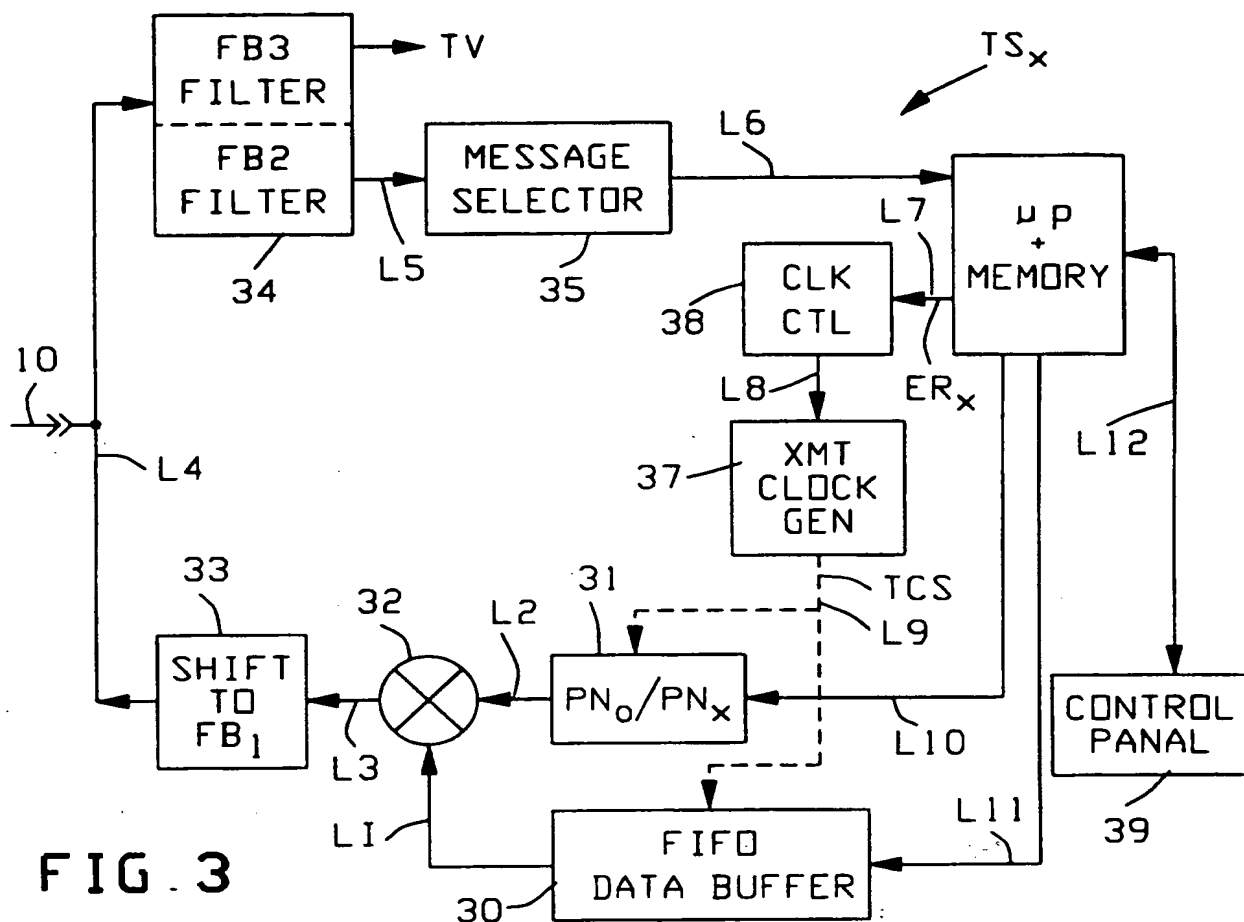 FB3
FILTER
TV
TSx
FB2
FILTER
MESSAGE
SELECTOR
L6
µp
+
MEMORY
34
L5
35
L7
38
CLK
CTL
10
L8
ERx
L4
L12
37
XMT
CLOCK
GEN
33
32
L2
31
TCS
L9
SHIFT
TO
FB1
L3
PNo/PNx
L10
CONTROL
PANAL
LI
L11
39
FIFO
DATA BUFFER
30
FIG. 3